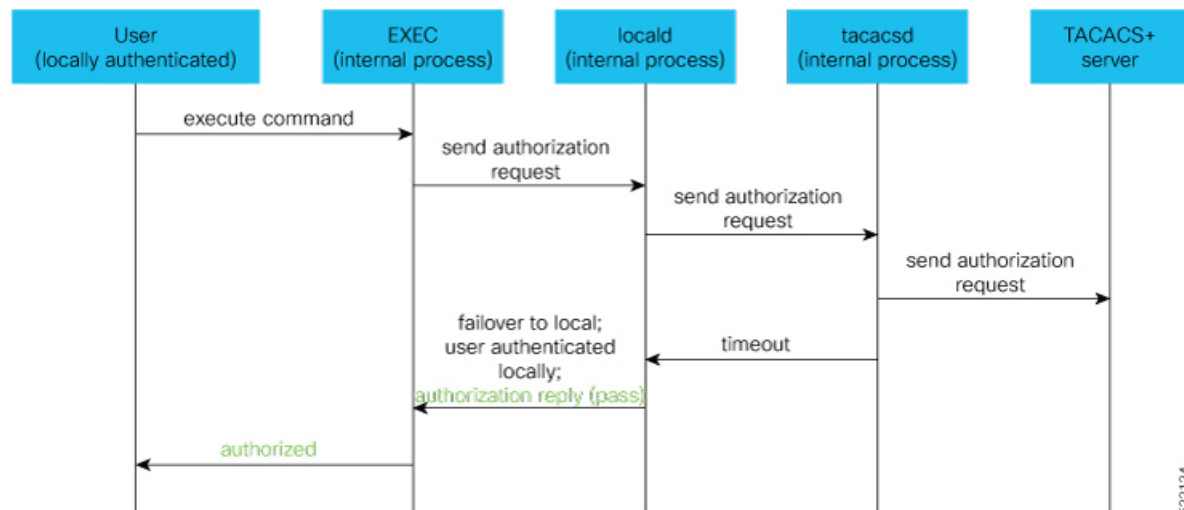 User
(locally authenticated)
EXEC
(internal process)
locald
(internal process)
tacacsd
(internal process)
TACACS+
server
execute command
send authorization
request
send authorization
request
send authorization
request
timeout
failover to local;
user authenticated
locally;
authorization reply (pass)
authorized